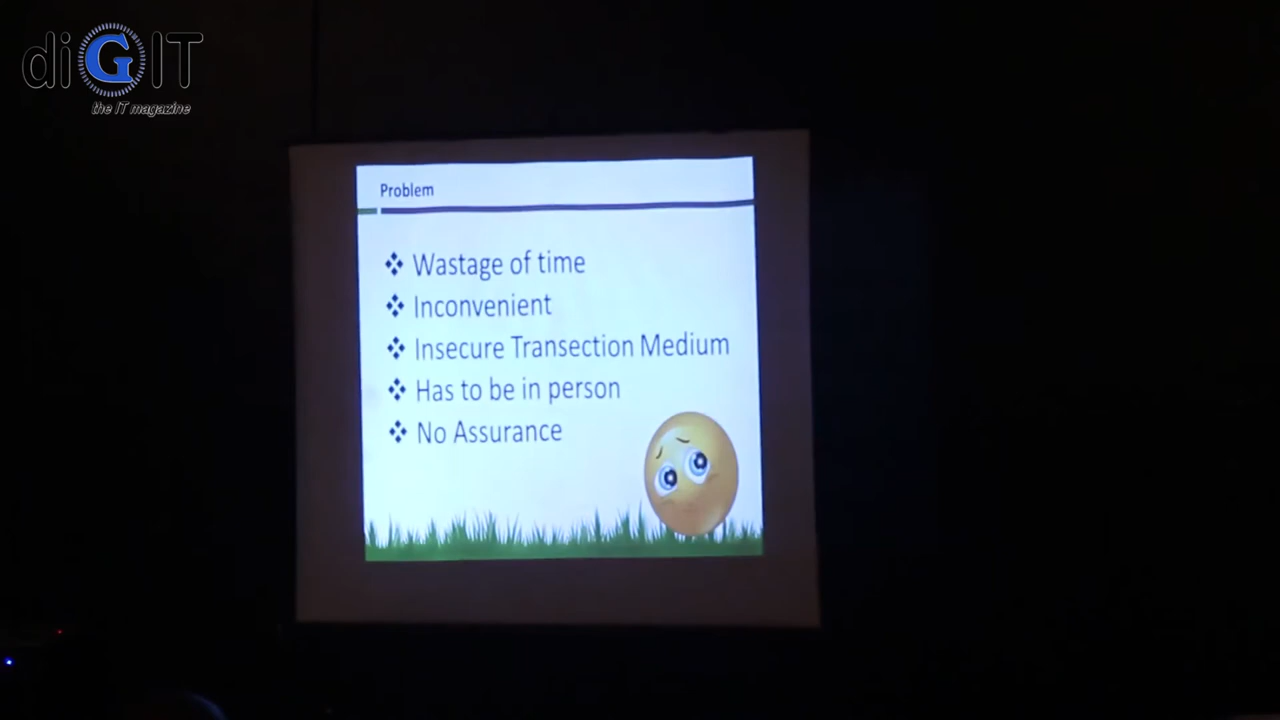 diGIT
the IT magazine
Problem
Wastage of time
Inconvenient
Insecure Transection Medium
Has to be in person
No Assurance